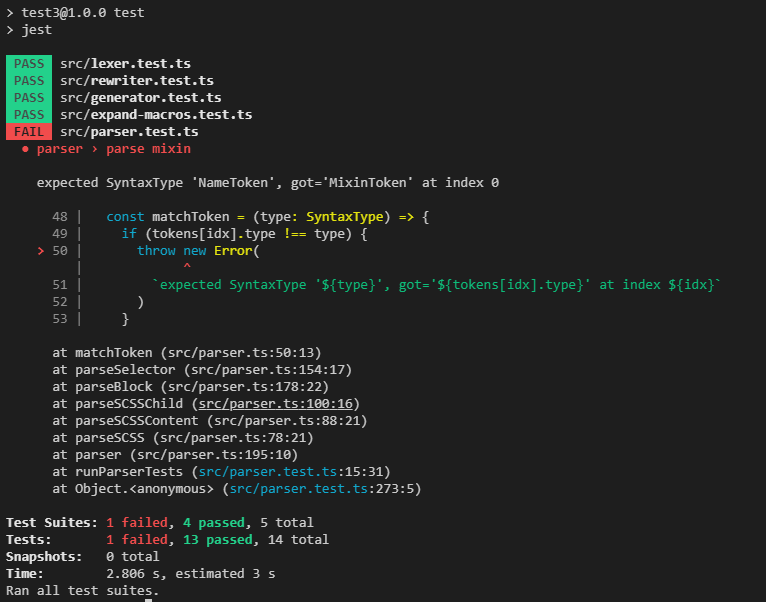 > test3@1.0.0 test
> jest
PASS src/lexer.test.ts
PASS src/rewriter.test.ts
PASS src/generator.test.ts
PASS src/expand-macros.test.ts
FAIL src/parser.test.ts
● parser › parse mixin
expected SyntaxType 'NameToken', got='MixinToken' at index 0
48 | const matchToken = (type: SyntaxType) => {
49 | if (tokens[idx].type !== type) {
> 50 | throw new Error(
| ^
51 | `expected SyntaxType '${type}', got='${tokens[idx].type}' at index ${idx}`
52 | )
53 | }
at matchToken (src/parser.ts:50:13)
at parseSelector (src/parser.ts:154:17)
at parseBlock (src/parser.ts:178:22)
at parseSCSSChild (src/parser.ts:100:16)
at parseSCSSContent (src/parser.ts:88:21)
at parseSCSS (src/parser.ts:78:21)
at parser (src/parser.ts:195:10)
at runParserTests (src/parser.test.ts:15:31)
at Object.<anonymous> (src/parser.test.ts:273:5)
Test Suites: 1 failed, 4 passed, 5 total
Tests: 1 failed, 13 passed, 14 total
Snapshots: 0 total
Time: 2.806 s, estimated 3 s
Ran all test suites.